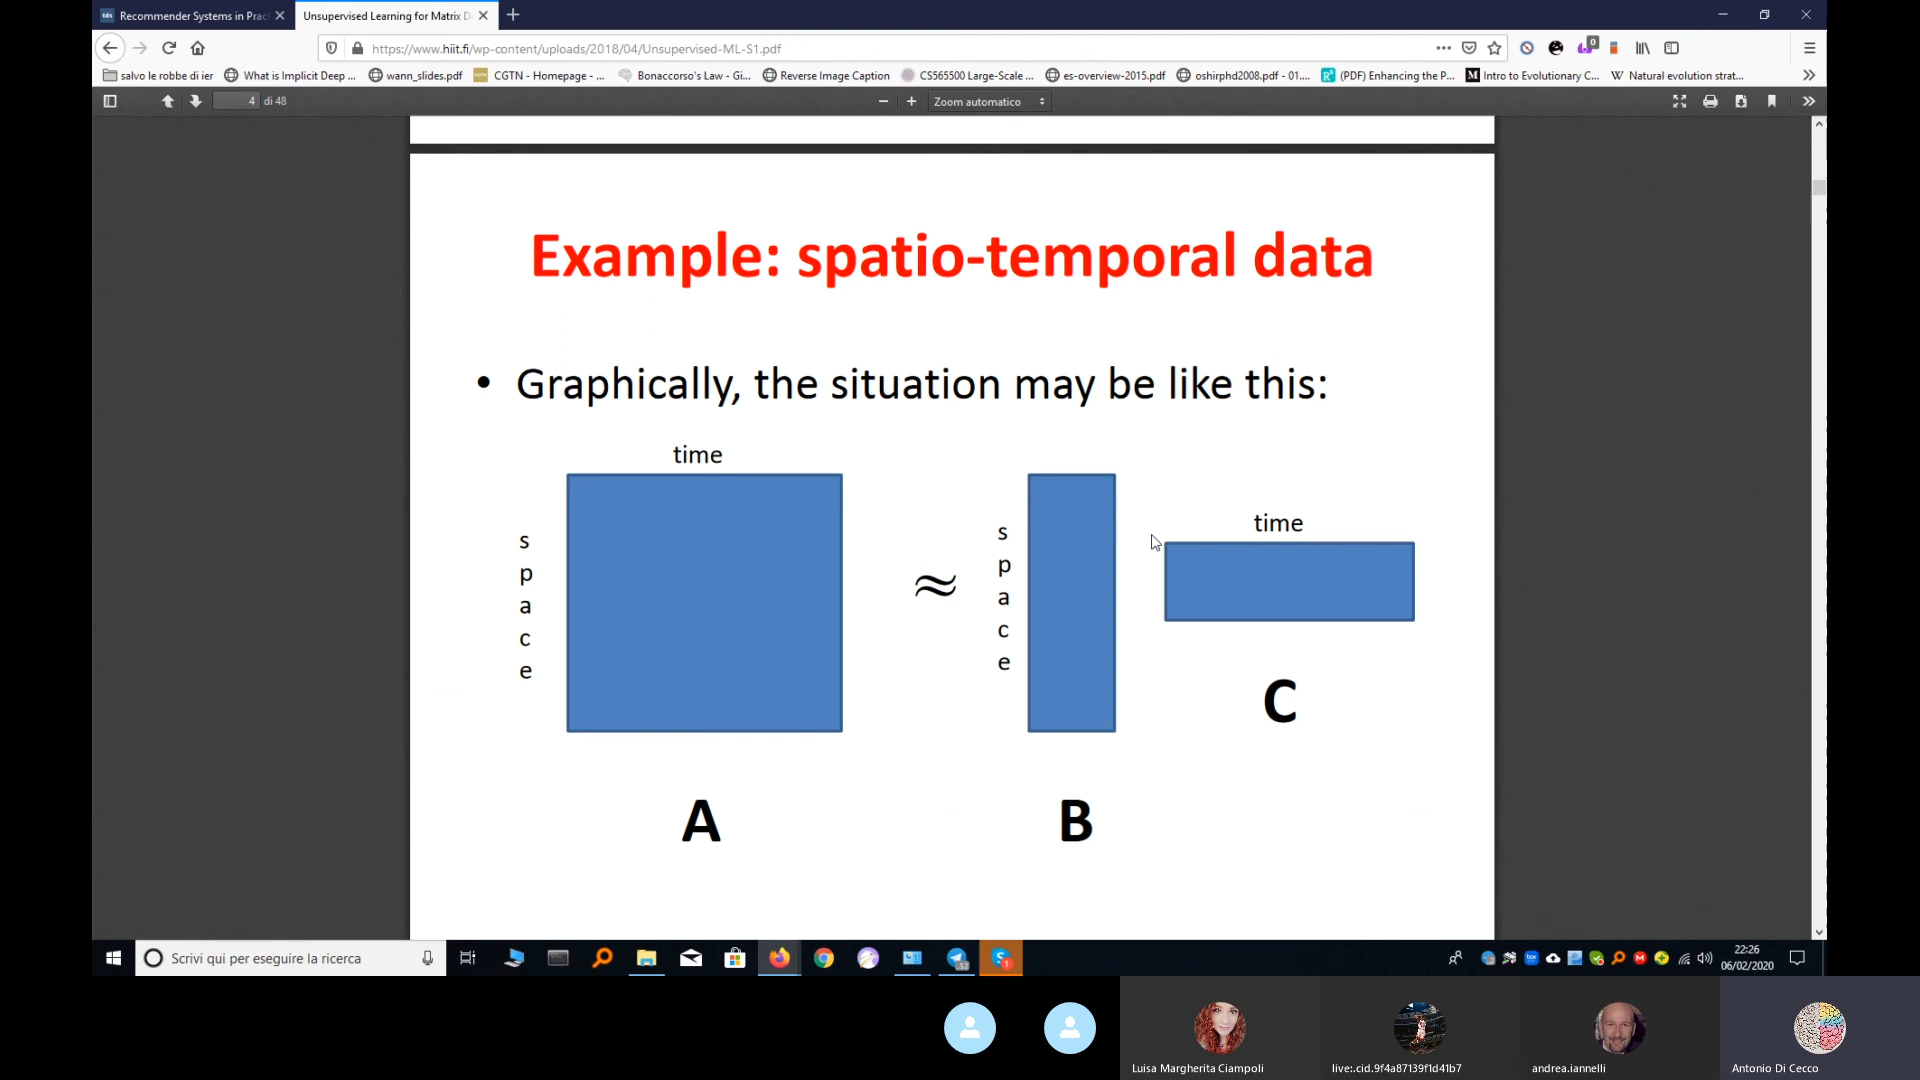 Recommender Systems in Prac
Unsupervised Learning for Matrix D
https://www.hiit.fi/wp-content/uploads/2018/04/Unsupervised-ML-S1.pdf
0
salvo le robbe di ier
What is Implicit Deep ...
wann_slides.pdf
CGTN - Homepage - ...
Bonaccorso's Law - Gi...
Reverse Image Caption
CS565500 Large-Scale ...
es-overview-2015.pdf
oshirphd2008.pdf - 01....
(PDF) Enhancing the P...
Intro to Evolutionary C...
Natural evolution strat...
4 di 48
Zoom automatico
Example: spatio-temporal data
• Graphically, the situation may be like this:
time
space
A
≈
space
B
time
C
Scrivi qui per eseguire la ricerca
22:26
06/02/2020
Luisa Margherita Ciampoli
live:.cid.9f4a87139f1d41b7
andrea.iannelli
Antonio Di Cecco